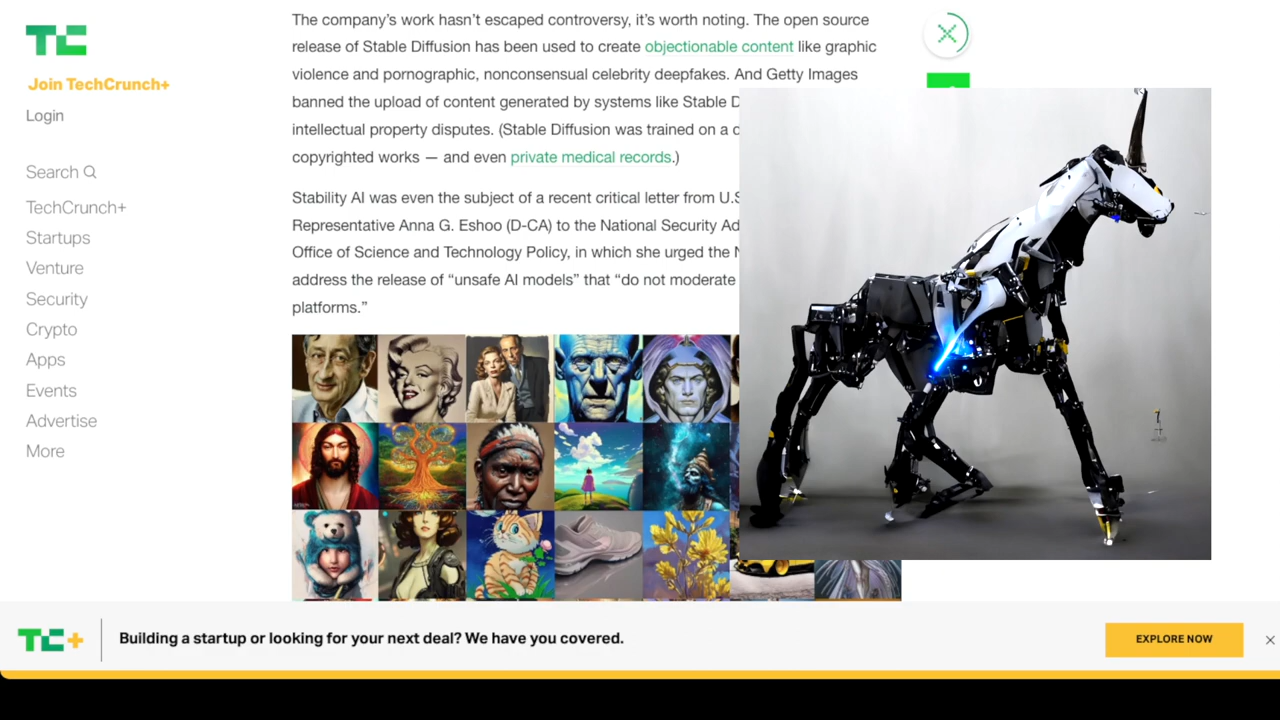 TC
Join TechCrunch+
Login
Search
TechCrunch+
Startups
Venture
Security
Crypto
Apps
Events
Advertise
More
The company's work hasn't escaped controversy, it's worth noting. The open source
release of Stable Diffusion has been used to create objectionable content like graphic
violence and pornographic, nonconsensual celebrity deepfakes. And Getty Images
banned the upload of content generated by systems like Stable D
intellectual property disputes. (Stable Diffusion was trained on a c
copyrighted works — and even private medical records.)
Stability AI was even the subject of a recent critical letter from U.S
Representative Anna G. Eshoo (D-CA) to the National Security Ad
Office of Science and Technology Policy, in which she urged the N
address the release of “unsafe AI models” that “do not moderate
platforms.”
TC+
Building a startup or looking for your next deal? We have you covered.
EXPLORE NOW